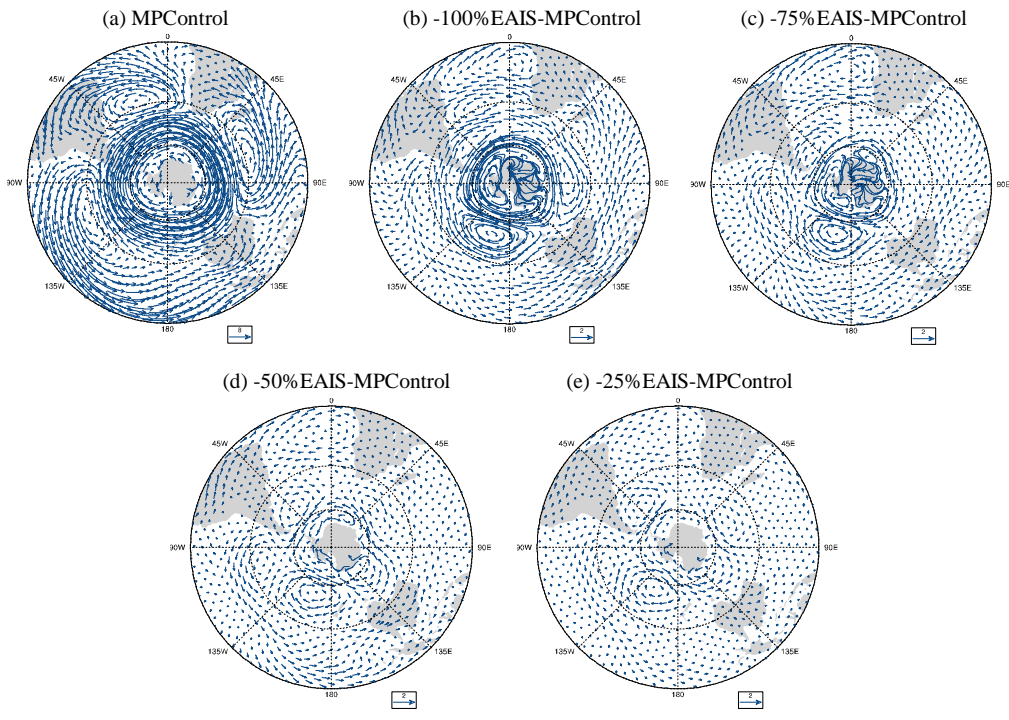 (a) MPControl
(b) -100%EAIS-MPControl
(c) -75%EAIS-MPControl
0
0
0
45W
45E
45W
45E
45W
45E
90W
90E
90W
90E
90W
90E
135W
135E
135W
135E
135W
135E
180
180
180
8
2
2
(d) -50%EAIS-MPControl
(e) -25%EAIS-MPControl
0
0
45W
45E
45W
45E
90W
90E
90W
90E
135W
135E
135W
135E
180
180
2
2